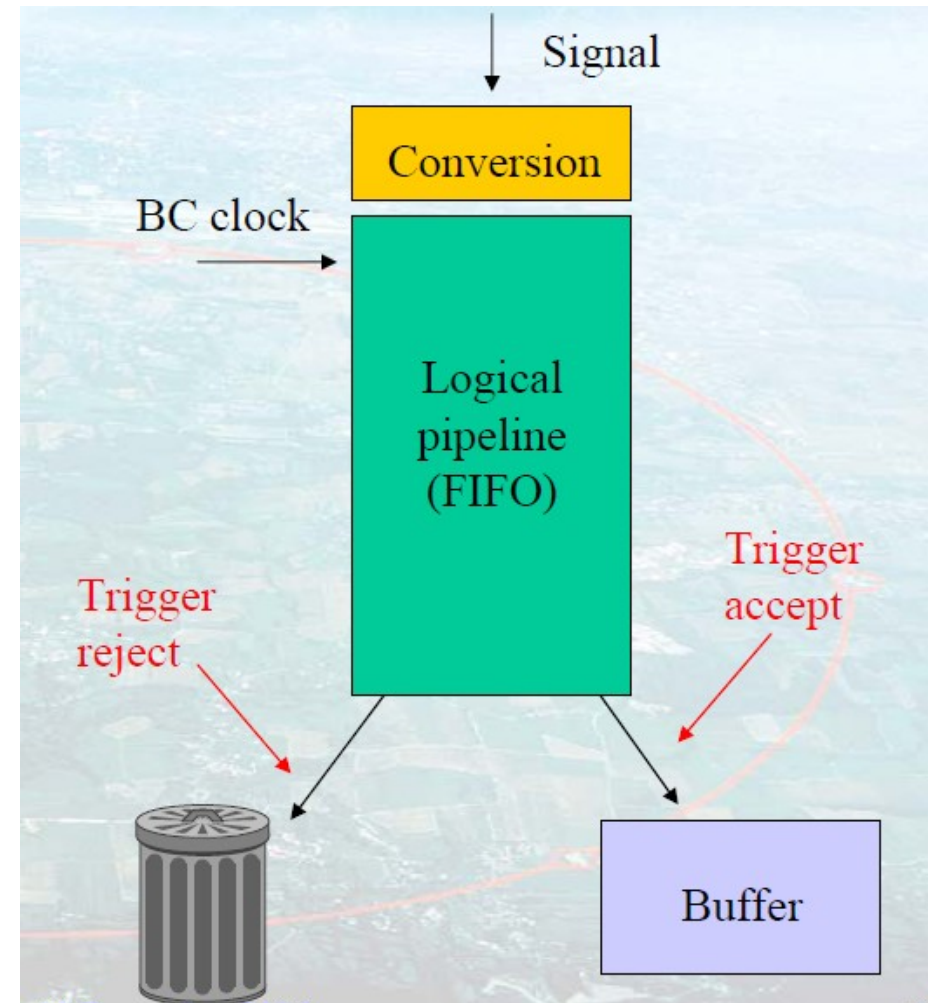 Signal
Conversion
BC clock
Logical
pipeline
(FIFO)
Trigger
accept
Trigger
reject
Buffer